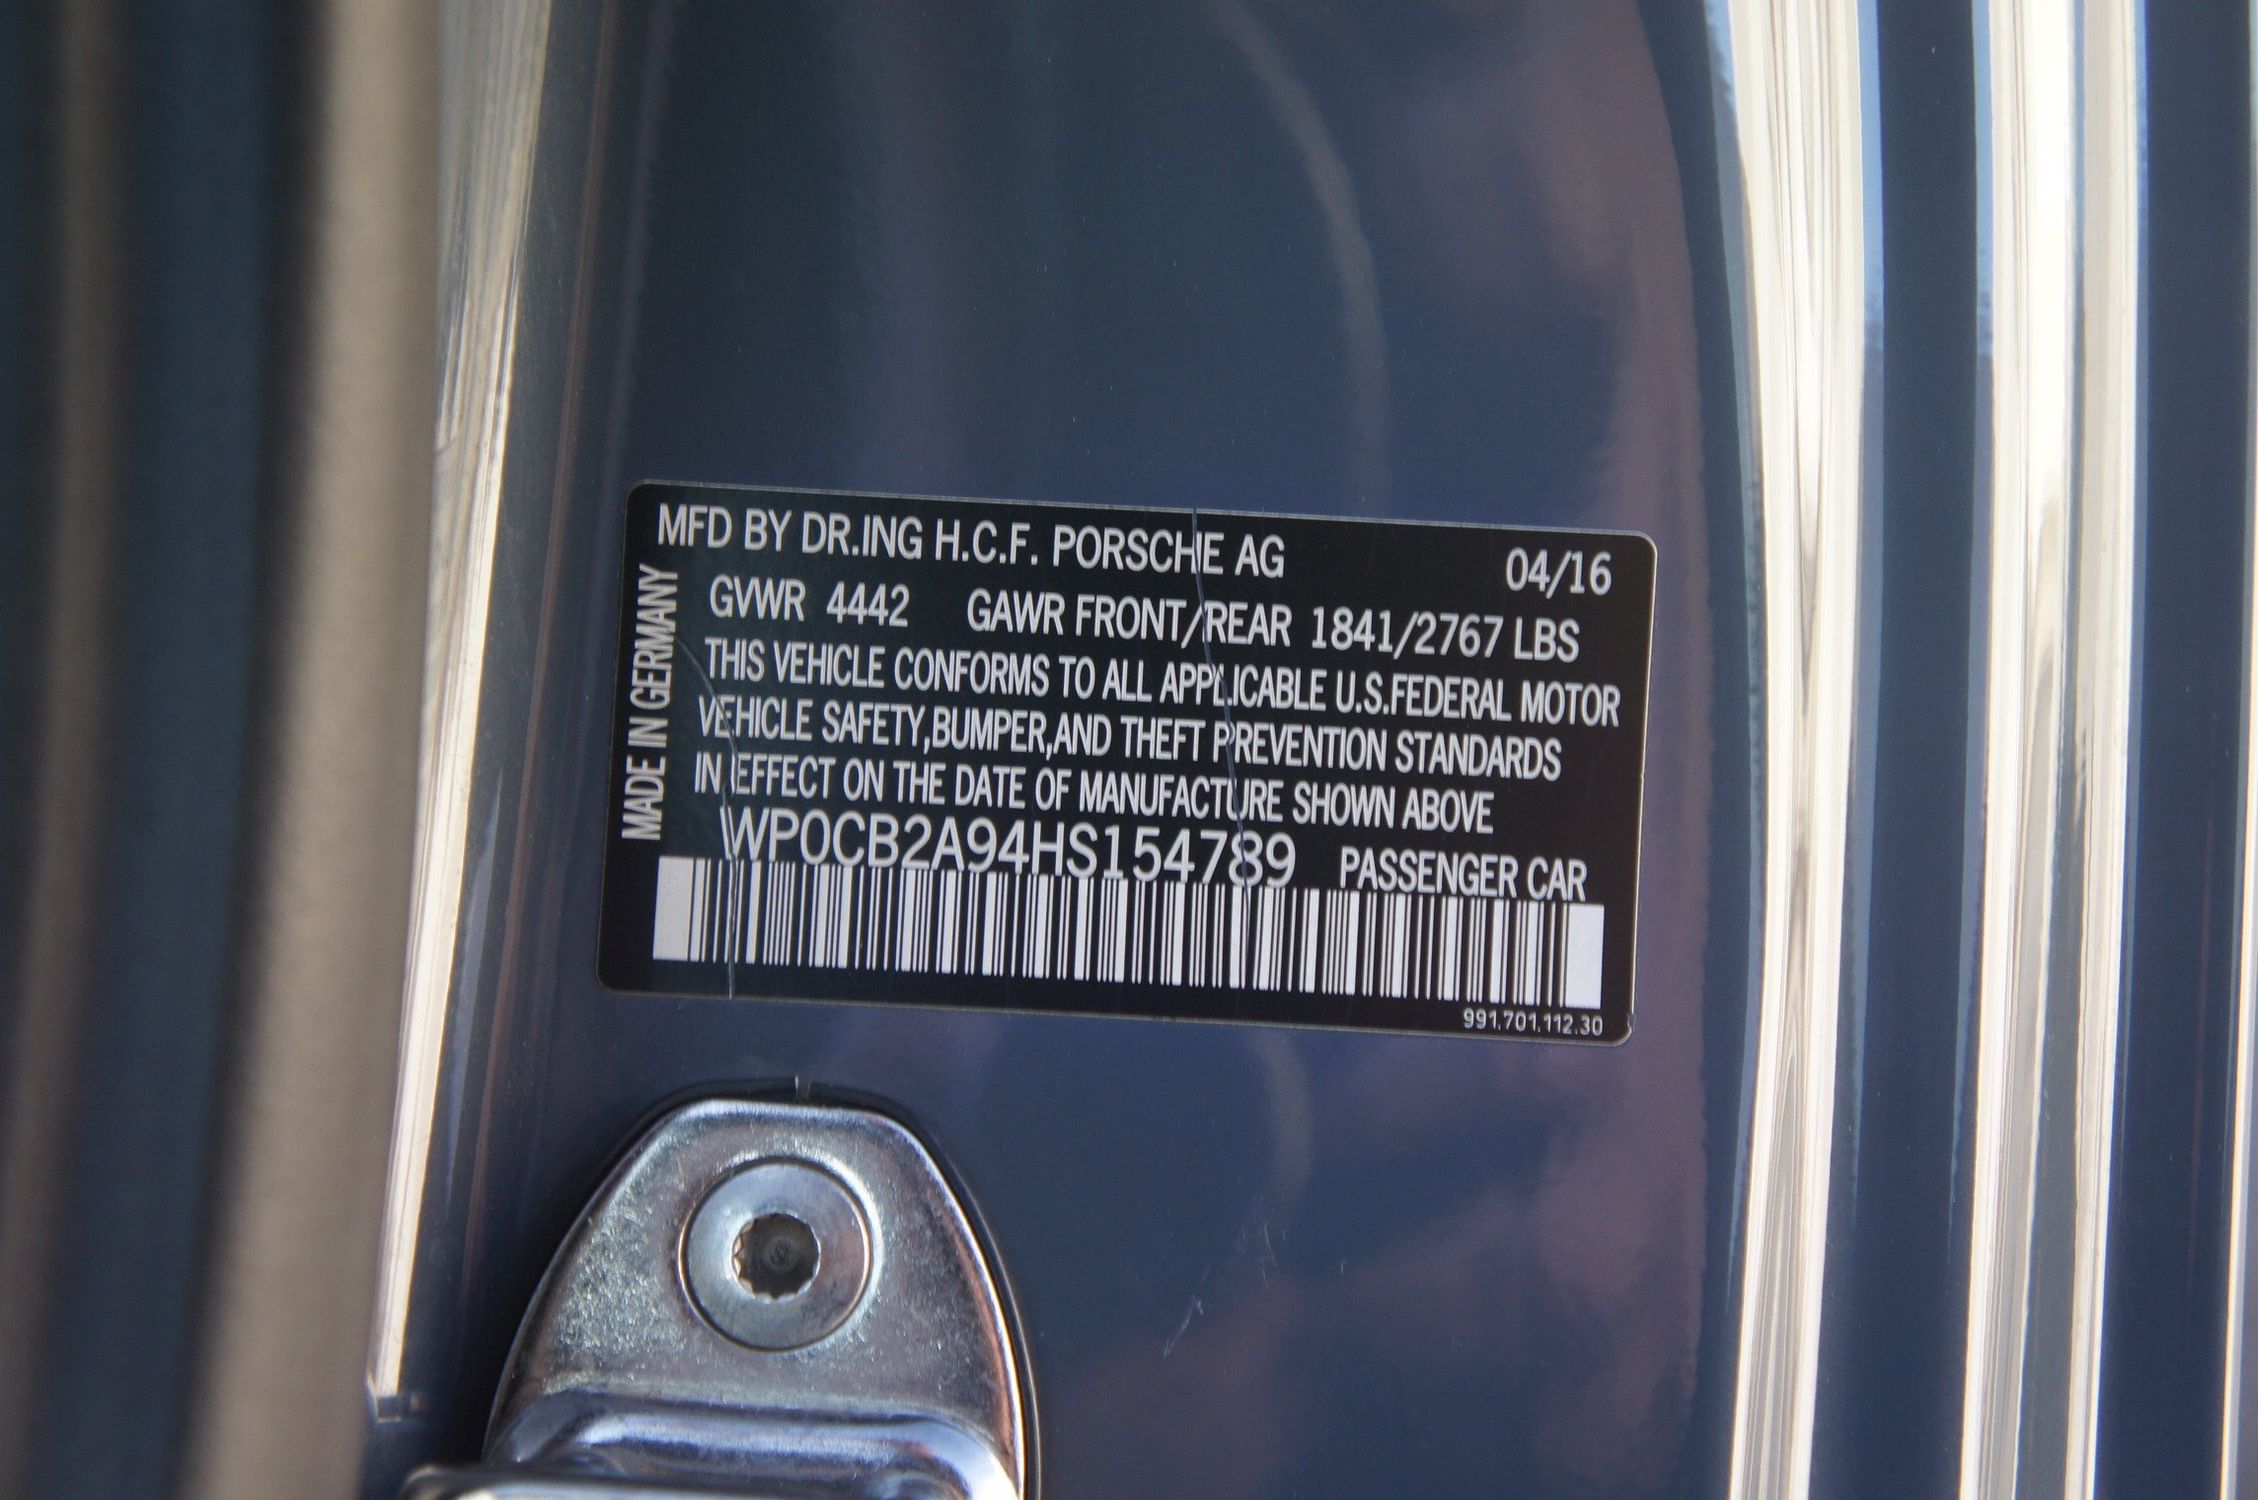 MFD BY DR.ING H.C.F. PORSCHE AG 04/16
GVWR 4442 GAWR FRONT/REAR 1841/2767 LBS
THIS VEHICLE CONFORMS TO ALL APPLICABLE U.S.FEDERAL MOTOR
VEHICLE SAFETY,BUMPER,AND THEFT PREVENTION STANDARDS
IN EFFECT ON THE DATE OF MANUFACTURE SHOWN ABOVE
WP0CB2A94HS154789 PASSENGER CAR
991.701.112.30
MADE IN GERMANY